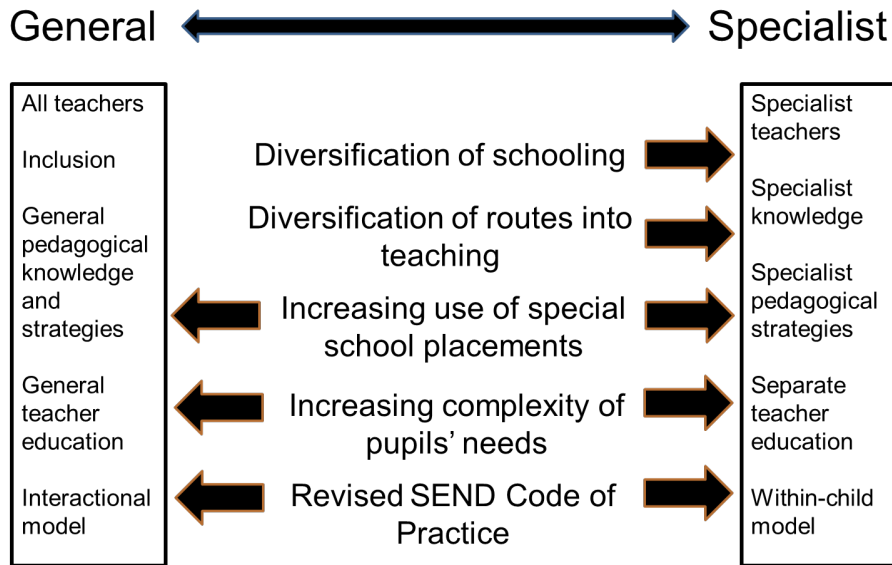 General
Specialist
All teachers
Inclusion
General
pedagogical
knowledge
and
strategies
General
teacher
education
Interactional
model
Diversification of schooling
Diversification of routes into
teaching
Increasing use of special
school placements
Increasing complexity of
pupils’ needs
Revised SEND Code of
Practice
Specialist
teachers
Specialist
knowledge
Specialist
pedagogical
strategies
Separate
teacher
education
Within-child
model